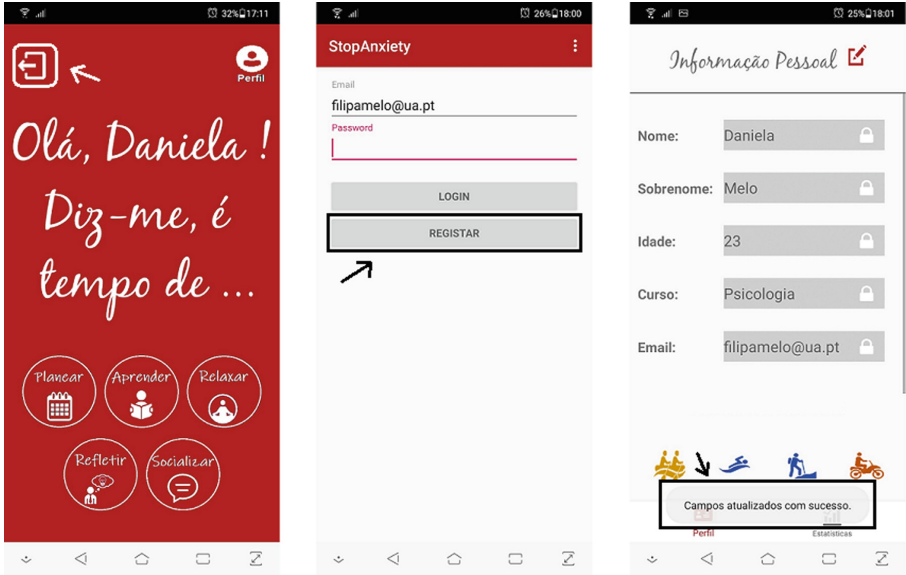 32% 17:11
Perfil
Olá, Daniela !
Diz-me, é
tempo de ...
Planear
Aprender
Relaxar
Refletir
Socializar
26% 18:00
StopAnxiety
Email
filipamelo@ua.pt
Password
LOGIN
REGISTAR
25% 18:01
Informação Pessoal
Nome: Daniela
Sobrenome: Melo
Idade: 23
Curso: Psicologia
Email: filipamelo@ua.pt
Campos atualizados com sucesso.
Perfil
Estatísticas